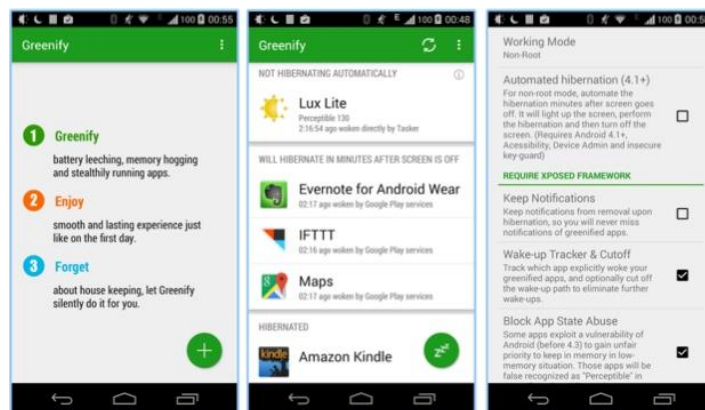 100 00:55
Greenify
1 Greenify
battery leeching, memory hogging
and stealthily running apps.
2 Enjoy
smooth and lasting experience just
like on the first day.
3 Forget
about house keeping, let Greenify
silently do it for you.
E 100 00:48
Greenify
NOT HIBERNATING AUTOMATICALLY
Lux Lite
Perceptible 130
2:16:54 ago woken directly by Tasker
WILL HIBERNATE IN MINUTES AFTER SCREEN IS OFF
Evernote for Android Wear
02:17 ago woken by Google Play services
IFTTT
02:16 ago woken by Google Play services
Maps
02:17 ago woken by Google Play services
HIBERNATED
kindle
Amazon Kindle
zzz
100 00:5
Working Mode
Non-Root
Automated hibernation (4.1+)
For non-root mode, automate the
hibernation minutes after screen goes
off. It will light up the screen, perform
the hibernation and then turn off the
screen. (Requires Android 4.1+,
Acessibility, Device Admin and insecure
key-guard)
REQUIRE XPOSED FRAMEWORK
Keep Notifications
Keep notifications from removal upon
hibernation, so you will never miss
notifications of greenified apps.
Wake-up Tracker & Cutoff
Track which app explicitly woke your
greenified apps, and optionally cut off
the wake-up path to eliminate further
wake-ups.
Block App State Abuse
Some apps exploit a vulnerability of
Android (before 4.3) to gain unfair
priority to keep in memory in low-
memory situation. Those apps will be
false recognized as "Perceptible" in